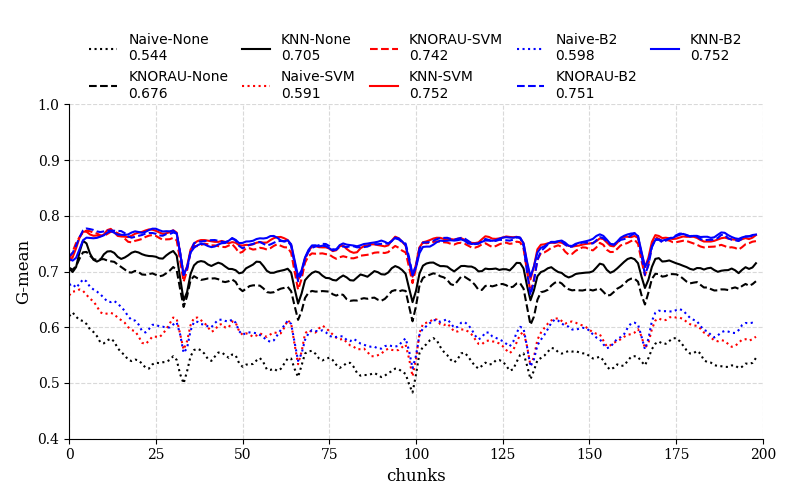 Naive-None KNN-None KNORAU-SVM Naive-B2 KNN-B2
0.544 0.705 0.742 0.598 0.752
KNORAU-None Naive-SVM KNN-SVM KNORAU-B2
0.676 0.591 0.752 0.751
1.0
0.9
0.8
0.7
0.6
0.5
0.4
G-mean
0 25 50 75 100 125 150 175 200
chunks